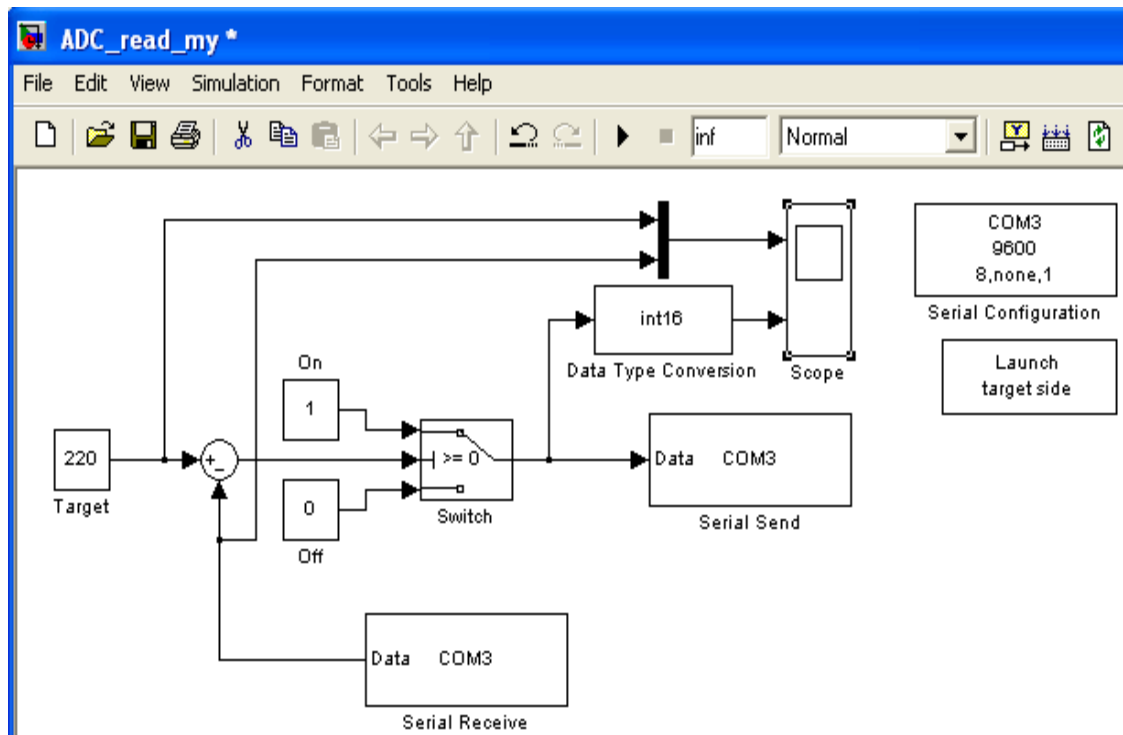 ADC_read_my *
File Edit View Simulation Format Tools Help
inf Normal
COM3
9600
8,none,1
Serial Configuration
int16
Data Type Conversion
Scope
Launch
target side
On
1
220
Target
+
-
>= 0
Switch
0
Off
Data COM3
Serial Send
Data COM3
Serial Receive